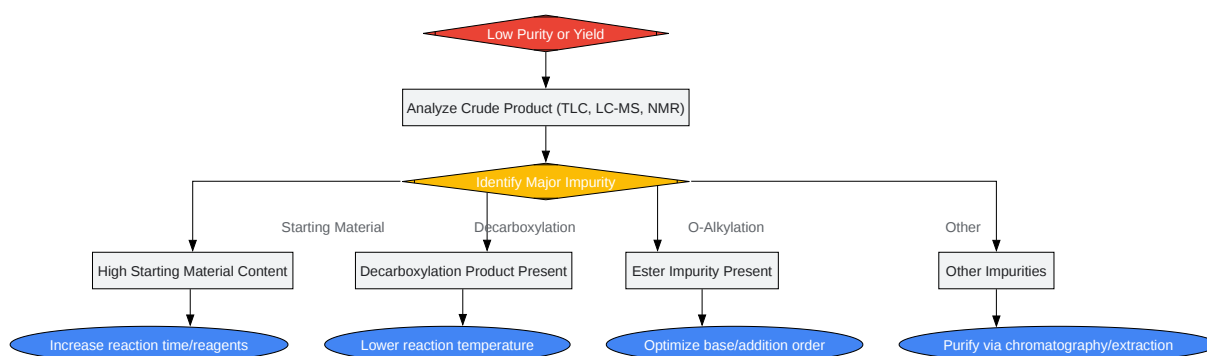 Low Purity or Yield
Analyze Crude Product (TLC, LC-MS, NMR)
Identify Major Impurity
Starting Material
Decarboxylation
O-Alkylation
Other
High Starting Material Content
Decarboxylation Product Present
Ester Impurity Present
Other Impurities
Increase reaction time/reagents
Lower reaction temperature
Optimize base/addition order
Purify via chromatography/extraction